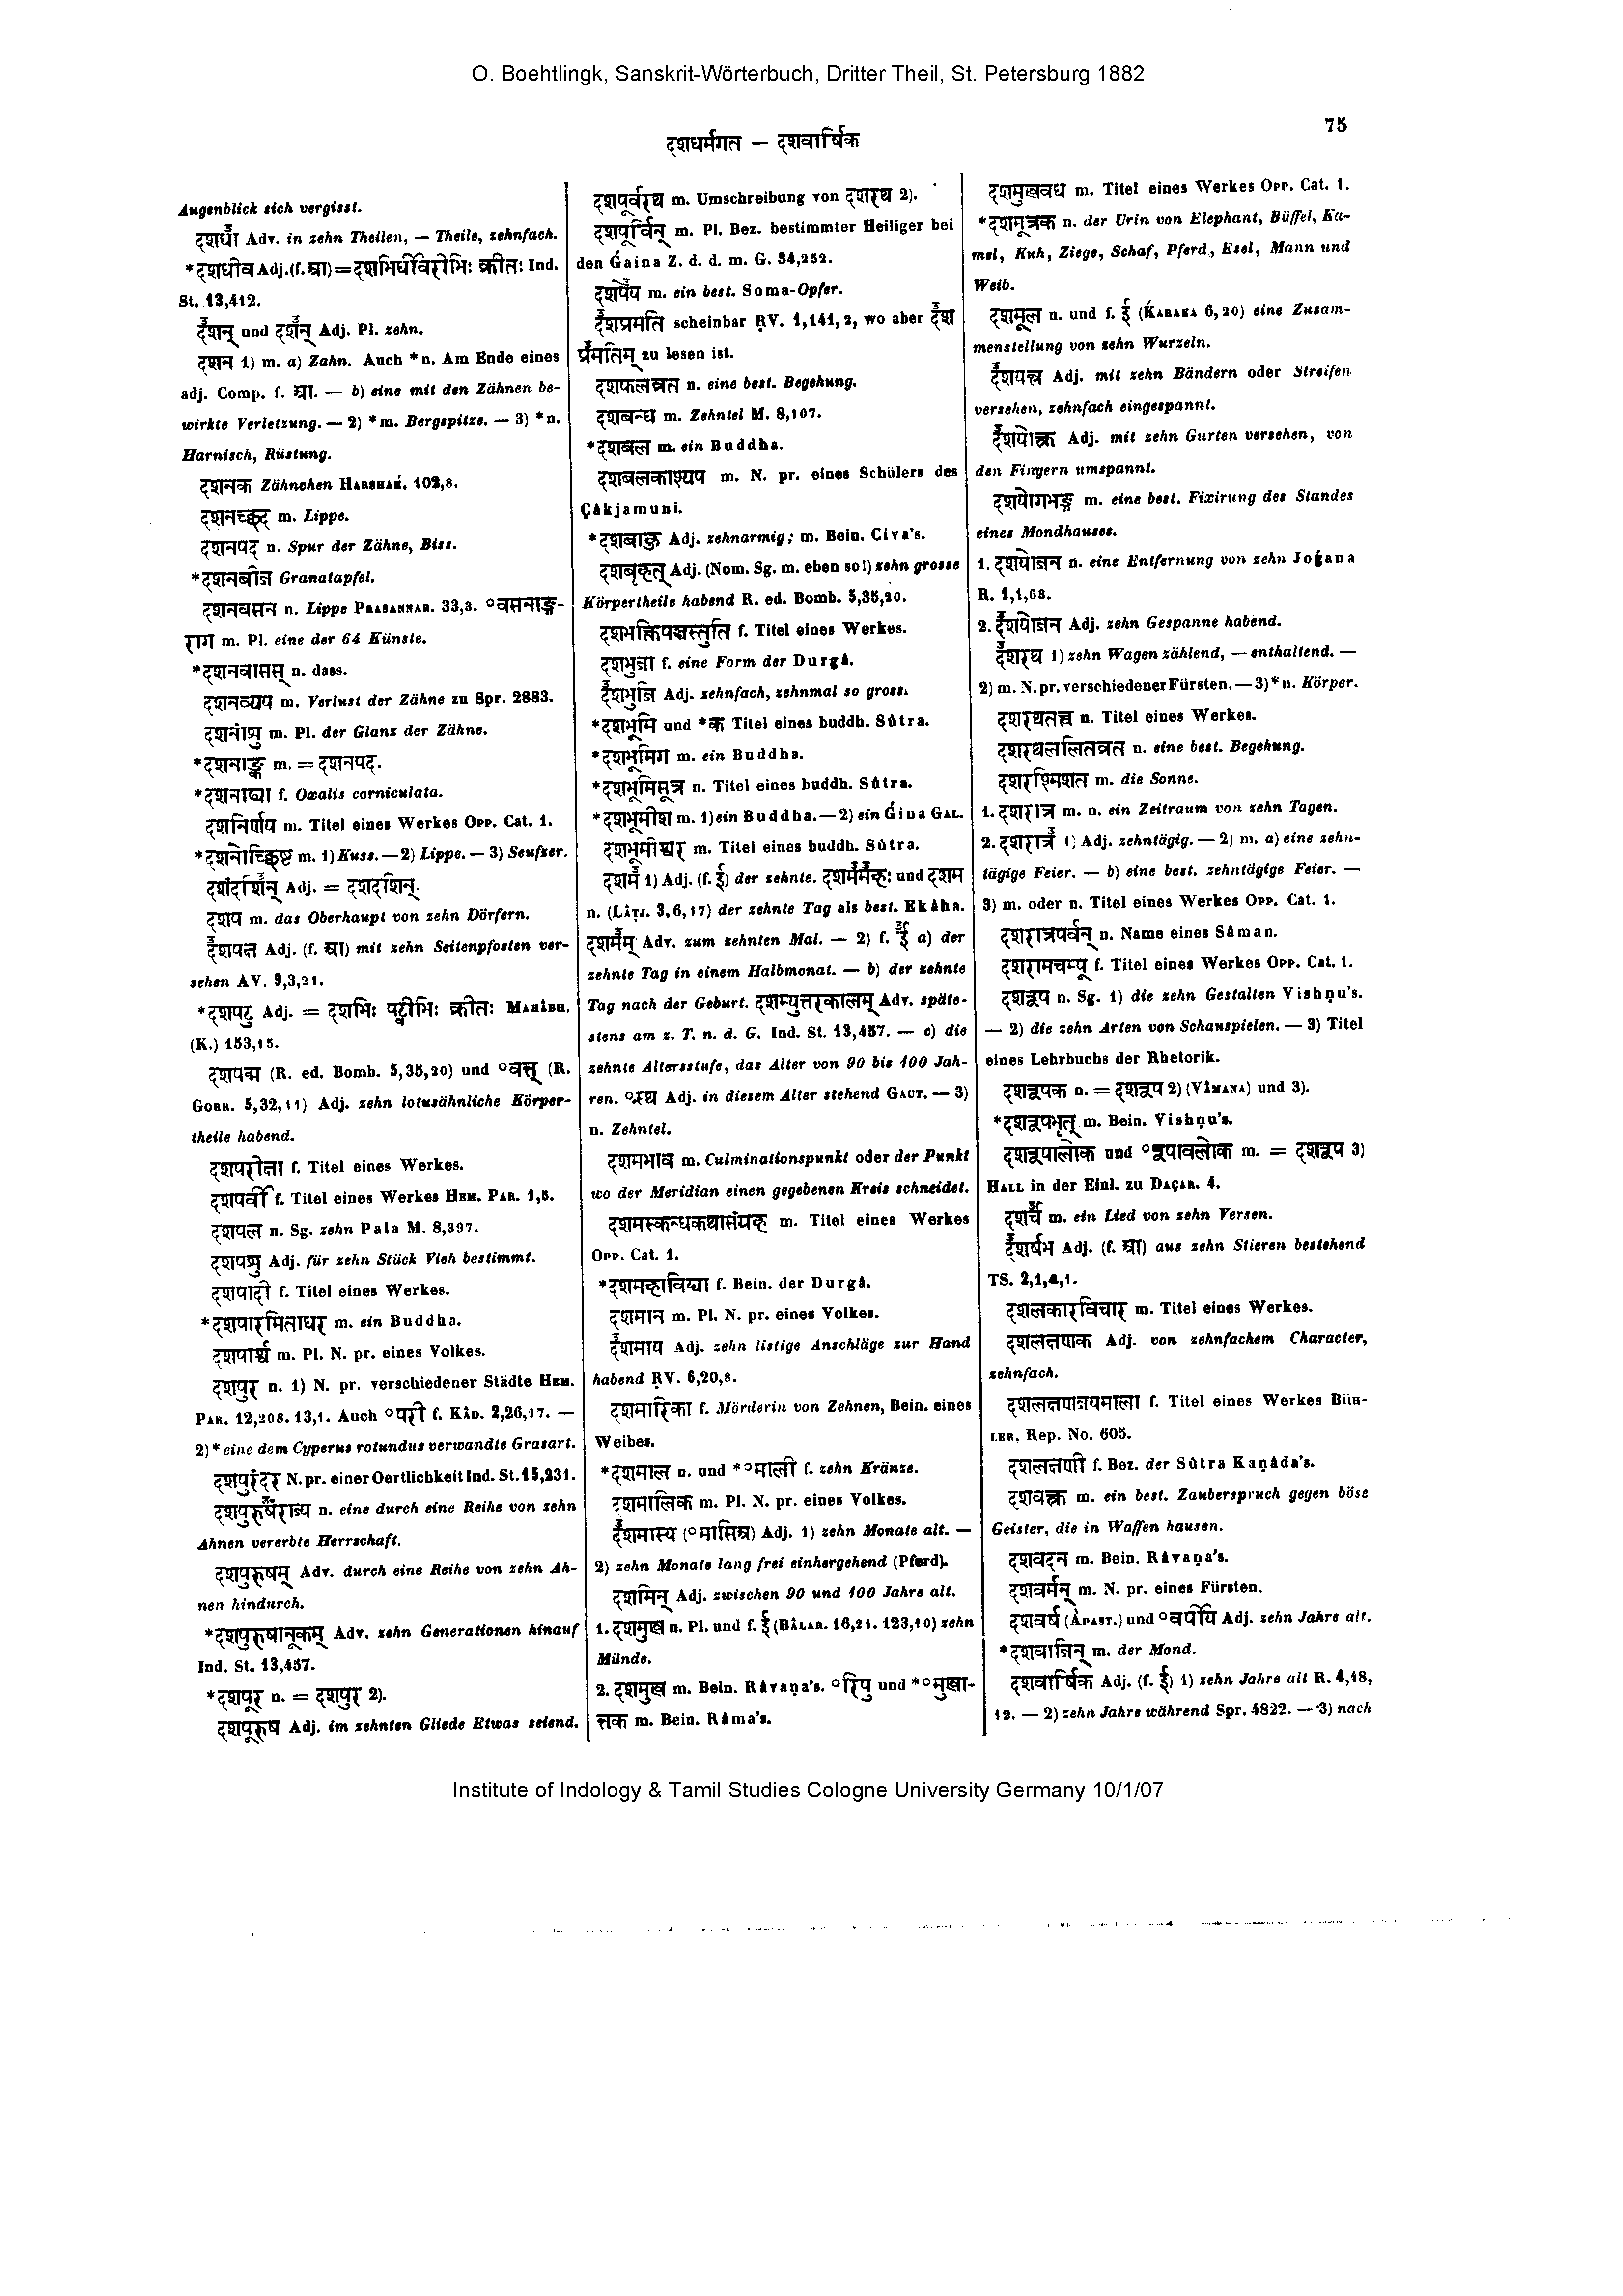 O. Boehtlingk, Sanskrit-Wörterbuch, Dritter Theil, St. Petersburg 1882
75
दशधर्मगत — दशवार्षिक
Augenblick sich vergisst.
दशधा Adv. in zehn Theilen, — Theile, zehnfach.
*दशधीव Adj. (f. आ) = दशभिर्धीवरीभिः क्रीतः Ind.
St. 13,412.
दशन् und दशन् Adj. Pl. zehn.
दशन 1) m. a) Zahn. Auch *n. Am Ende eines
adj. Comp. f. आ. — b) eine mit den Zähnen be-
wirkte Verletzung. — 2) *m. Bergspitze. — 3) *n.
Harnisch, Rüstung.
दशनक Zähnchen HARSHAḰ. 102,8.
दशनच्छद m. Lippe.
दशनपद n. Spur der Zähne, Biss.
*दशनबीज Granatapfel.
दशनवसन n. Lippe PRASANNAR. 33,3. °वसनाङ्ग-
राग m. Pl. eine der 64 Künste.
*दशनवासस् n. dass.
दशनव्यय m. Verlust der Zähne zu Spr. 2883.
दशनांशु m. Pl. der Glanz der Zähne.
*दशनाङ्क m. = दशनपद.
*दशनाढ्या f. Oxalis corniculata.
दशनिर्णय m. Titel eines Werkes OPP. Cat. 1.
*दशनोच्छिष्ट m. 1) Kuss. — 2) Lippe. — 3) Seufzer.
दशंदशिन् Adj. = दशदशिन्.
दशप m. das Oberhaupt von zehn Dörfern.
दशपक्ष Adj. (f. आ) mit zehn Seitenpfosten ver-
sehen AV. 9,3,21.
*दशपटु Adj. = दशभिः पट्वीभिः क्रीतः MAHÂBH.
(K.) 153,15.
दशपद्म (R. ed. Bomb. 5,35,20) und °वत्त् (R.
GORR. 5,32,11) Adj. zehn lotusähnliche Körper-
theile habend.
दशपरीक्षा f. Titel eines Werkes.
दशपर्वी f. Titel eines Werkes HEM. PAR. 1,5.
दशपल n. Sg. zehn Pala M. 8,397.
दशपशु Adj. für zehn Stück Vieh bestimmt.
दशपादी f. Titel eines Werkes.
*दशपारमिताधर m. ein Buddha.
दशपार्श्व m. Pl. N. pr. eines Volkes.
दशपुर n. 1) N. pr. verschiedener Städte HEM.
PAR. 12,208. 13,1. Auch °परी f. KÂD. 2,26,17. —
2) *eine dem Cyperus rotundus verwandte Grasart.
दशपुरंदर N. pr. einer Oertlichkeit Ind. St. 15,231.
दशपुरुषंराज्य n. eine durch eine Reihe von zehn
Ahnen vererbte Herrschaft.
दशपुरुषम् Adv. durch eine Reihe von zehn Ah-
nen hindurch.
*दशपुरुषानूकम् Adv. zehn Generationen hinauf
Ind. St. 13,457.
*दशपूर n. = दशपुर 2).
दशपूरुष Adj. im zehnten Gliede Etwas seiend.
दशपूर्वरथ m. Umschreibung von दशरथ 2).
दशपूर्विन् m. Pl. Bez. bestimmter Heiliger bei
den Ǵaina Z. d. d. m. G. 34,252.
दशपेय m. ein best. Soma-Opfer.
दशप्रमति scheinbar ṚV. 1,141,2, wo aber दश
प्रमतिम् zu lesen ist.
दशफलव्रत n. eine best. Begehung.
दशबन्ध m. Zehntel M. 8,107.
*दशबल m. ein Buddha.
दशबलकाश्यप m. N. pr. eines Schülers des
Çâkjamuni.
*दशबाहु Adj. zehnarmig; m. Bein. Çiva's.
दशबृहत् Adj. (Nom. Sg. m. eben so!) zehn grosse
Körpertheile habend R. ed. Bomb. 5,35,20.
दशभक्तिपञ्चस्तुति f. Titel eines Werkes.
दशभुजा f. eine Form der Durgâ.
दशभुजि Adj. zehnfach, zehnmal so gross.
*दशभूमि und *क Titel eines buddh. Sûtra.
*दशभूमिग m. ein Buddha.
*दशभूमिसूत्र n. Titel eines buddh. Sûtra.
*दशभूमीश m. 1) ein Buddha. — 2) ein Ǵina GAL.
दशभूमीश्वर m. Titel eines buddh. Sûtra.
दशम 1) Adj. (f. ई) der zehnte. दशममहः und दशम
n. (LÂṬJ. 3,6,17) der zehnte Tag als best. Ekâha.
दशमम् Adv. zum zehnten Mal. — 2) f. ई a) der
zehnte Tag in einem Halbmonat. — b) der zehnte
Tag nach der Geburt. दशम्युत्तरकालम् Adv. späte-
stens am z. T. n. d. G. Ind. St. 13,457. — c) die
zehnte Altersstufe, das Alter von 90 bis 100 Jah-
ren. °स्थ Adj. in diesem Alter stehend GAUT. — 3)
n. Zehntel.
दशमभाव m. Culminationspunkt oder der Punkt
wo der Meridian einen gegebenen Kreis schneidet.
दशमस्कन्धकथासंग्रह m. Titel eines Werkes
OPP. Cat. 1.
*दशमहाविद्या f. Bein. der Durgâ.
दशमान m. Pl. N. pr. eines Volkes.
दशमाय Adj. zehn listige Anschläge zur Hand
habend ṚV. 6,20,8.
दशमारिका f. Mörderin von Zehnen, Bein. eines
Weibes.
*दशमाल n. und *°माली f. zehn Kränze.
दशमालिक m. Pl. N. pr. eines Volkes.
दशमास्य (°मासिअ) Adj. 1) zehn Monate alt. —
2) zehn Monate lang frei einhergehend (Pferd).
दशमिन् Adj. zwischen 90 und 100 Jahre alt.
1. दशमुख n. Pl. und f. ई (BÂLAR. 16,21. 123,10) zehn
Münde.
2. दशमुख m. Bein. Râvaṇa's. °रिपु und *°मुखा-
न्तक m. Bein. Râma's.
दशमुखवध m. Titel eines Werkes OPP. Cat. 1.
*दशमूत्रक n. der Urin von Elephant, Büffel, Ka-
mel, Kuh, Ziege, Schaf, Pferd, Esel, Mann und
Weib.
दशमूल n. und f. ई (ḰARAKA 6,20) eine Zusam-
menstellung von zehn Wurzeln.
दशयन्त्र Adj. mit zehn Bändern oder Streifen
versehen, zehnfach eingespannt.
दशयोक्त्र Adj. mit zehn Gurten versehen, von
den Fingern umspannt.
दशयोगभङ्ग m. eine best. Fixirung des Standes
eines Mondhauses.
1. दशयोजन n. eine Entfernung von zehn Joǵana
R. 1,1,63.
2. दशयोजन Adj. zehn Gespanne habend.
दशरथ 1) zehn Wagen zählend, — enthaltend. —
2) m. N. pr. verschiedener Fürsten. — 3) *n. Körper.
दशरथतत्त्व n. Titel eines Werkes.
दशरथललितव्रत n. eine best. Begehung.
दशरश्मिशत m. die Sonne.
1. दशरात्र m. n. ein Zeitraum von zehn Tagen.
2. दशरात्र 1) Adj. zehntägig. — 2) m. a) eine zehn-
tägige Feier. — b) eine best. zehntägige Feier. —
3) m. oder n. Titel eines Werkes OPP. Cat. 1.
दशरात्रपर्वन् n. Name eines Sâman.
दशरामचम्पू f. Titel eines Werkes OPP. Cat. 1.
दशरूप n. Sg. 1) die zehn Gestalten Vishṇu's.
— 2) die zehn Arten von Schauspielen. — 3) Titel
eines Lehrbuchs der Rhetorik.
दशरूपक n. = दशरूप 2) (VÂMANA) und 3).
*दशरूपभृत् m. Bein. Vishṇu's.
दशरूपालोक und °रूपावलोक m. = दशरूप 3)
HALL in der Einl. zu DAÇAR. 4.
दशर्च m. ein Lied von zehn Versen.
दशर्षभ Adj. (f. आ) aus zehn Stieren bestehend
TS. 2,1,4,1.
दशलकारविचार m. Titel eines Werkes.
दशलक्षणक Adj. von zehnfachem Character,
zehnfach.
दशलक्षणाजयमाला f. Titel eines Werkes BÜH-
LER, Rep. No. 605.
दशलक्षणी f. Bez. der Sûtra Kaṇâda's.
दशवक्त्र m. ein best. Zauberspruch gegen böse
Geister, die in Waffen hausen.
दशवदन m. Bein. Râvaṇa's.
दशवर्मन् m. N. pr. eines Fürsten.
दशवर्ष (ÂPAST.) und °वर्षीय Adj. zehn Jahre alt.
*दशवाजिन् m. der Mond.
दशवार्षिक Adj. (f. ई) 1) zehn Jahre alt R. 4,48,
12. — 2) zehn Jahre während Spr. 4822. — 3) nach
Institute of Indology & Tamil Studies Cologne University Germany 10/1/07